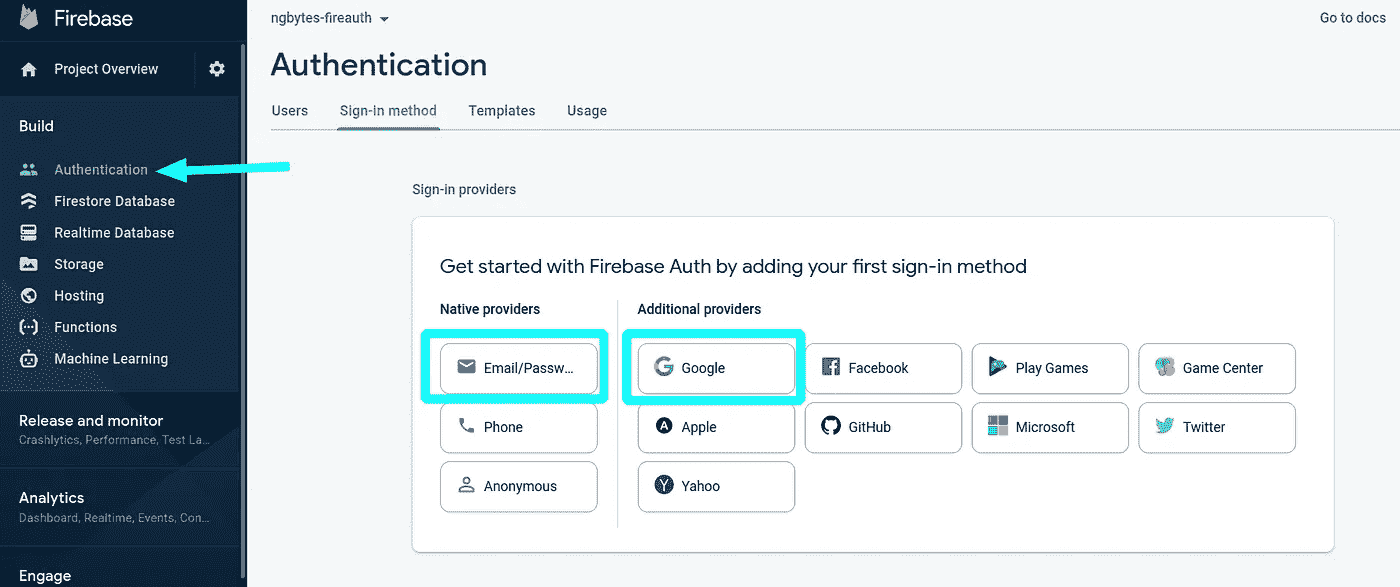 Firebase
Project Overview
Build
Authentication
Firestore Database
Realtime Database
Storage
Hosting
Functions
Machine Learning
Release and monitor
Crashlytics, Performance, Test La...
Analytics
Dashboard, Realtime, Events, Con...
Engage
ngbytes-fireauth
Go to docs
Authentication
Users Sign-in method Templates Usage
Sign-in providers
Get started with Firebase Auth by adding your first sign-in method
Native providers
Email/Passw...
Phone
Anonymous
Additional providers
Google Facebook Play Games Game Center
Apple GitHub Microsoft Twitter
Yahoo